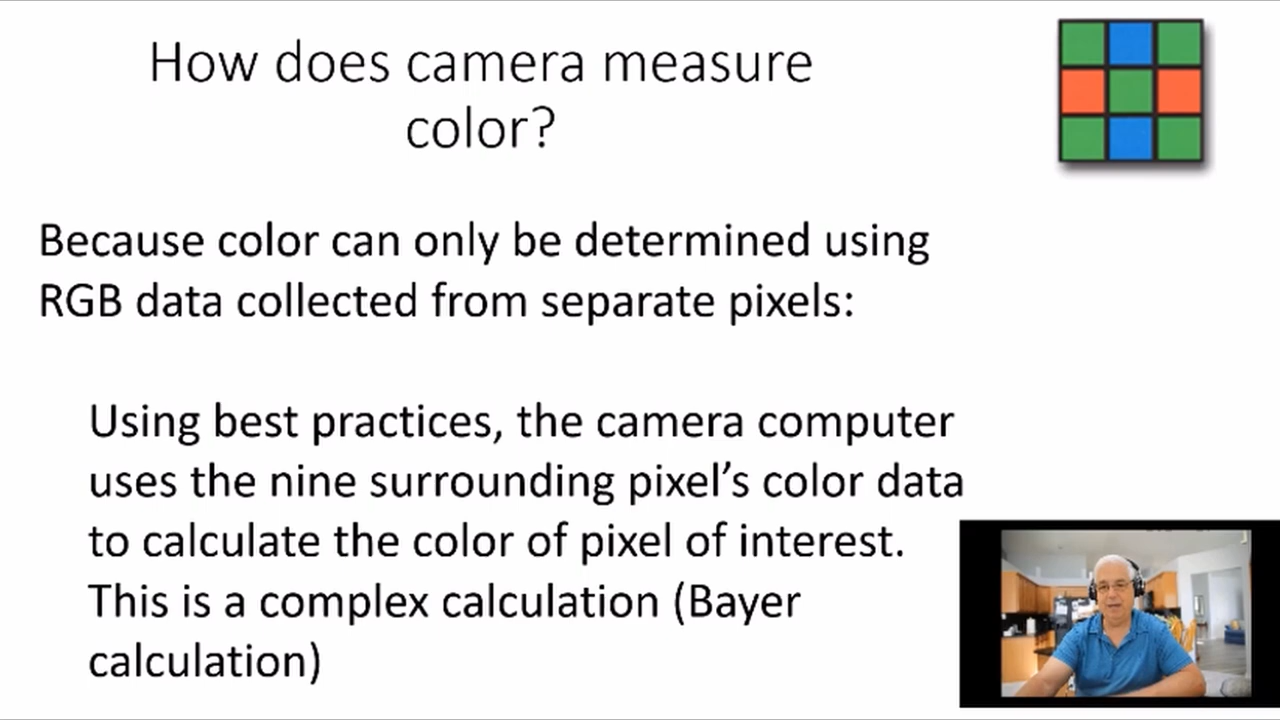 How does camera measure
color?
Because color can only be determined using
RGB data collected from separate pixels:
Using best practices, the camera computer
uses the nine surrounding pixel’s color data
to calculate the color of pixel of interest.
This is a complex calculation (Bayer
calculation)